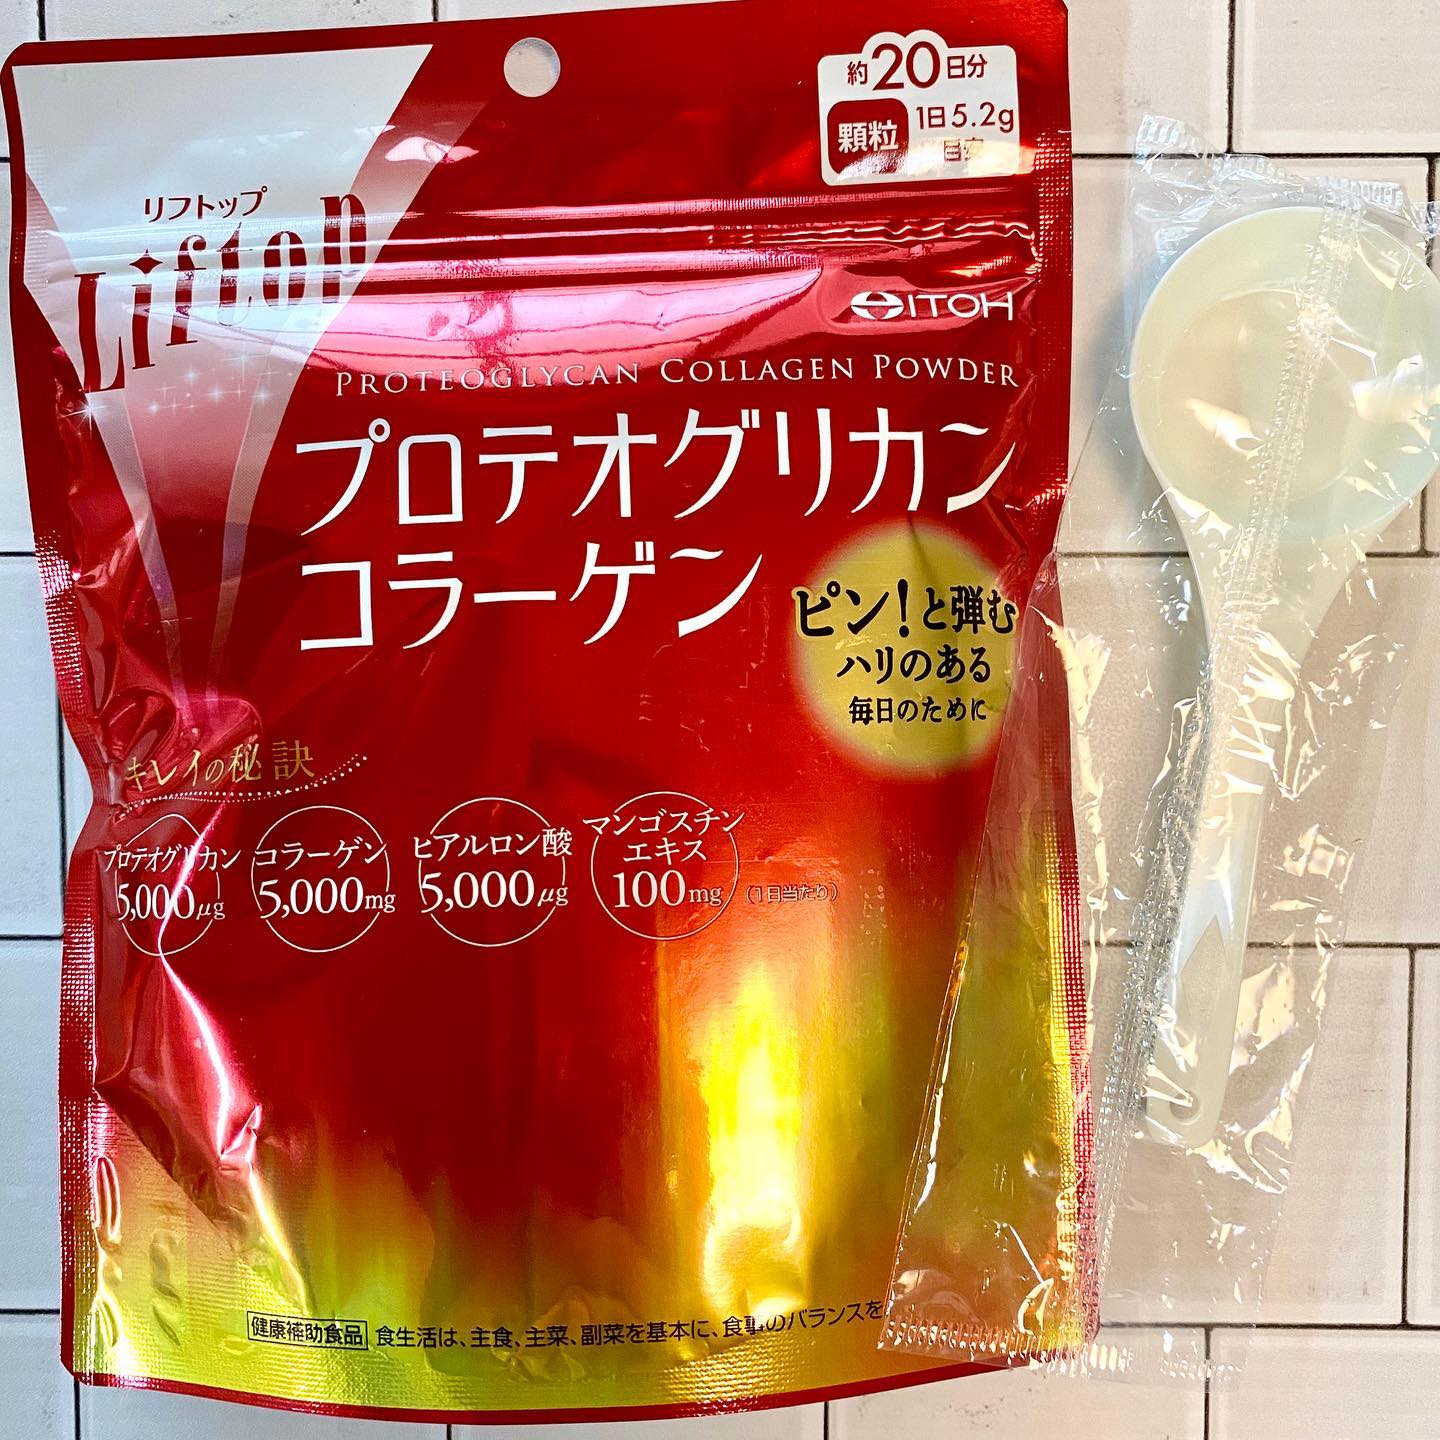 約20日分
顆粒
1日5.2g
目安
リフトップ
Liftop
ITOH
PROTEOGLYCAN COLLAGEN POWDER
プロテオグリカン
コラーゲン
ピン!と弾む
ハリのある
毎日のために
キレイの秘訣
プロテオグリカン
5,000μg
コラーゲン
5,000mg
ヒアルロン酸
5,000μg
マンゴスチン
エキス
100mg
(1日当たり)
健康補助食品 食生活は、主食、主菜、副菜を基本に、食事のバランスを